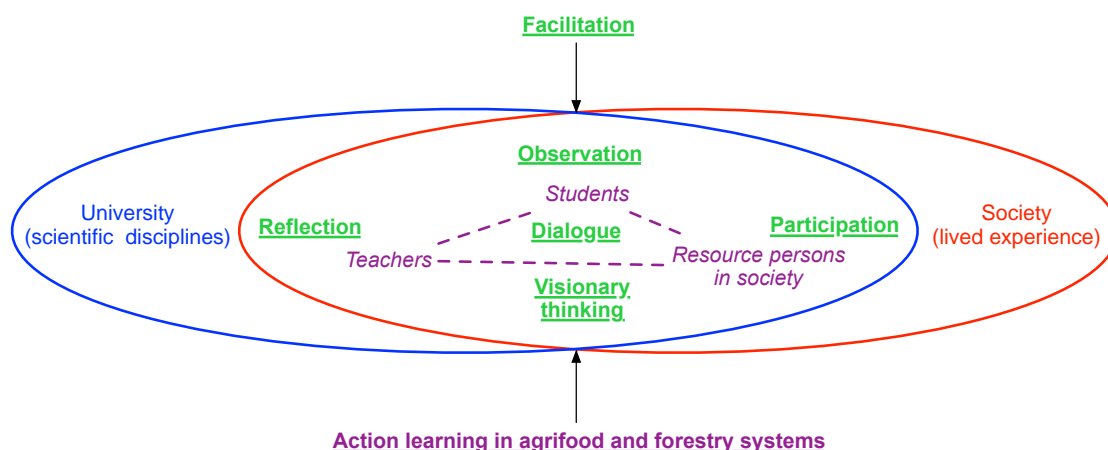 Facilitation
Observation
Students
University
(scientific disciplines)
Reflection
Dialogue
Participation
Society
(lived experience)
Teachers
Resource persons
in society
Visionary
thinking
Action learning in agrifood and forestry systems